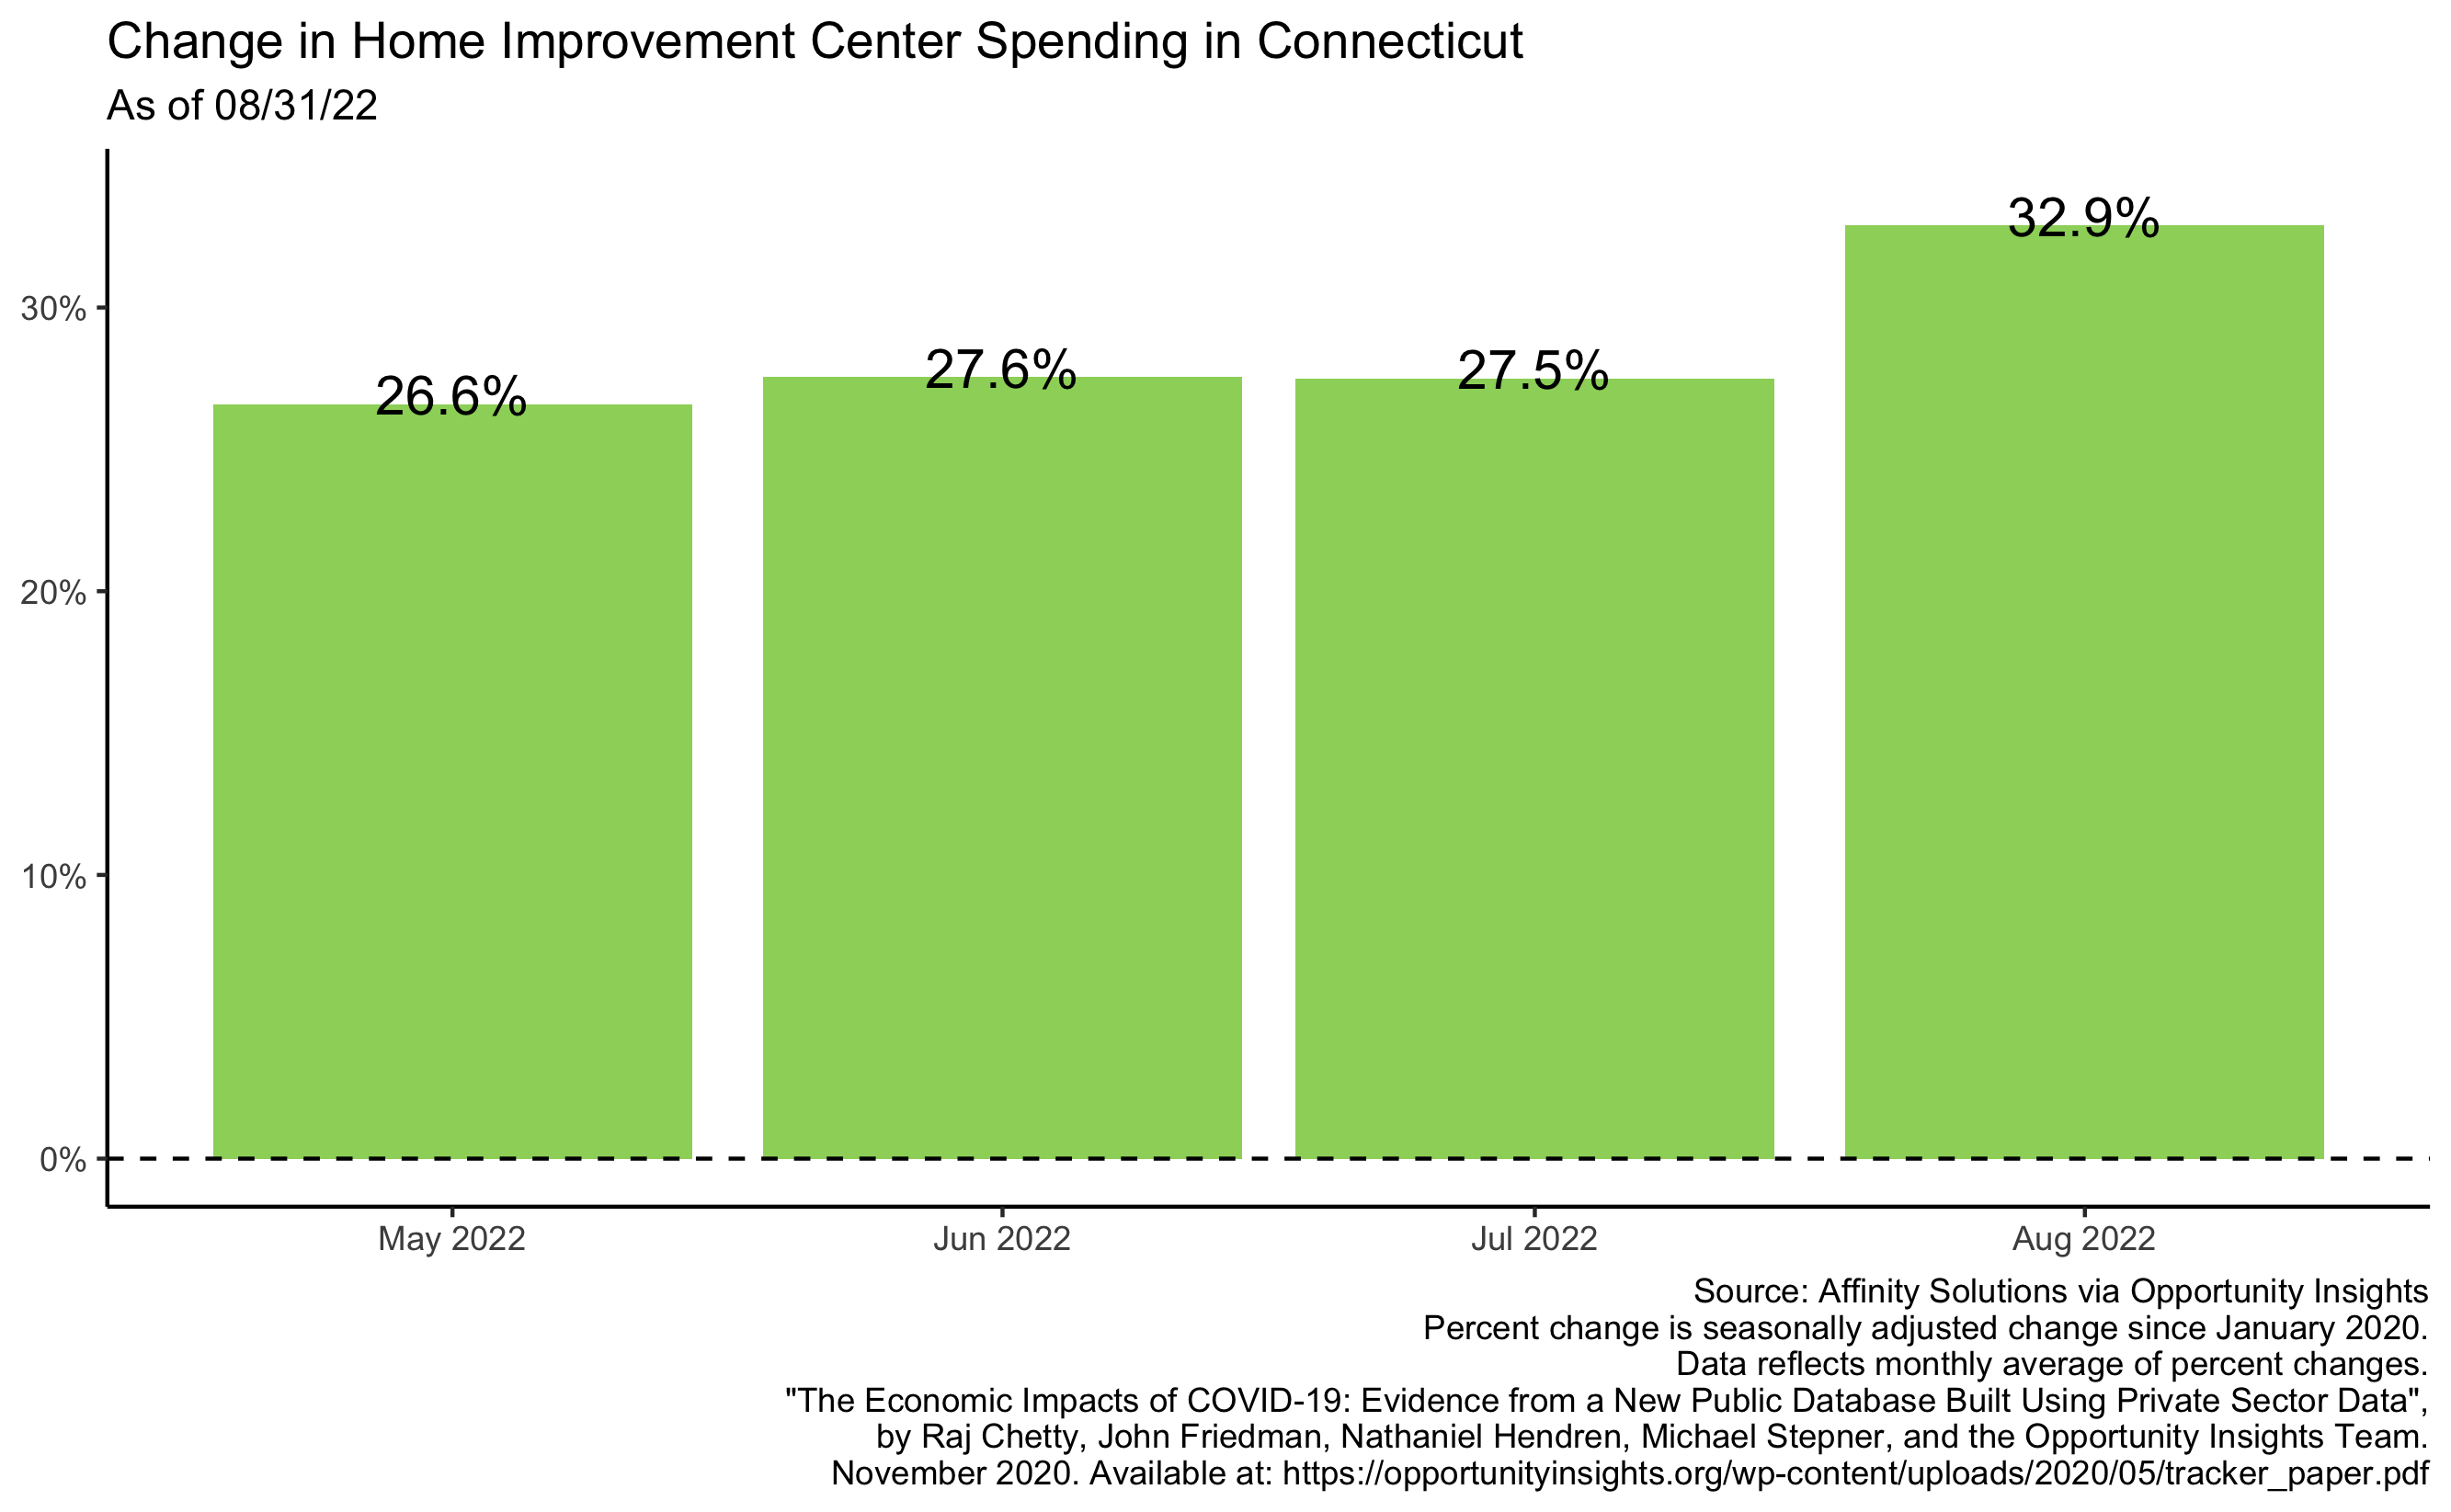 Change in Home Improvement Center Spending in Connecticut
As of 08/31/22
32.9%
30%
27.6%
27.5%
26.6%
20%
10%
0%
May 2022
Jun 2022
Jul 2022
Aug 2022
Source: Affinity Solutions via Opportunity Insights
Percent change is seasonally adjusted change since January 2020.
Data reflects monthly average of percent changes.
"The Economic Impacts of COVID-19: Evidence from a New Public Database Built Using Private Sector Data",
by Raj Chetty, John Friedman, Nathaniel Hendren, Michael Stepner, and the Opportunity Insights Team.
November 2020. Available at: https://opportunityinsights.org/wp-content/uploads/2020/05/tracker_paper.pdf